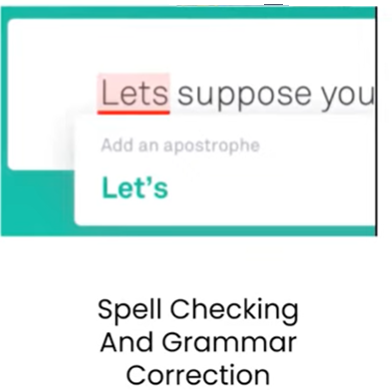 Lets suppose you
Add an apostrophe
Let's
Spell Checking
And Grammar
Correction